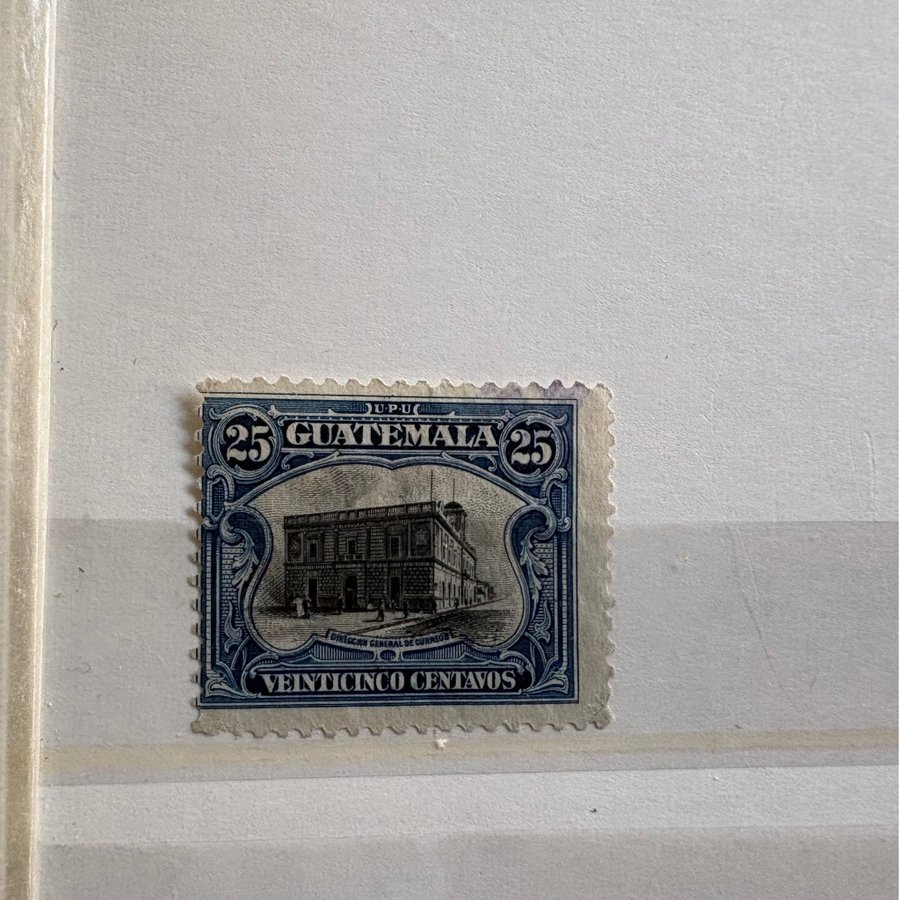 U·P·U
25 GUATEMALA 25
DIRECCION GENERAL DE CORREOS
VEINTICINCO CENTAVOS